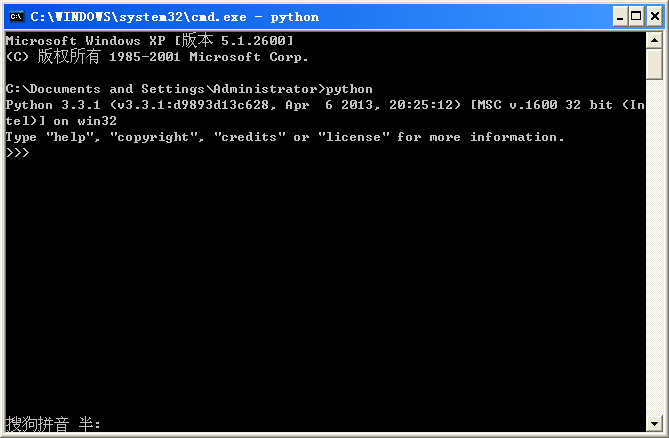 C:\WINDOWS\system32\cmd.exe - python
Microsoft Windows XP [版本 5.1.2600]
(C) 版权所有 1985-2001 Microsoft Corp.
C:\Documents and Settings\Administrator>python
Python 3.3.1 (v3.3.1:d9893d13c628, Apr  6 2013, 20:25:12) [MSC v.1600 32 bit (In
tel)] on win32
Type "help", "copyright", "credits" or "license" for more information.
>>>
搜狗拼音 半: